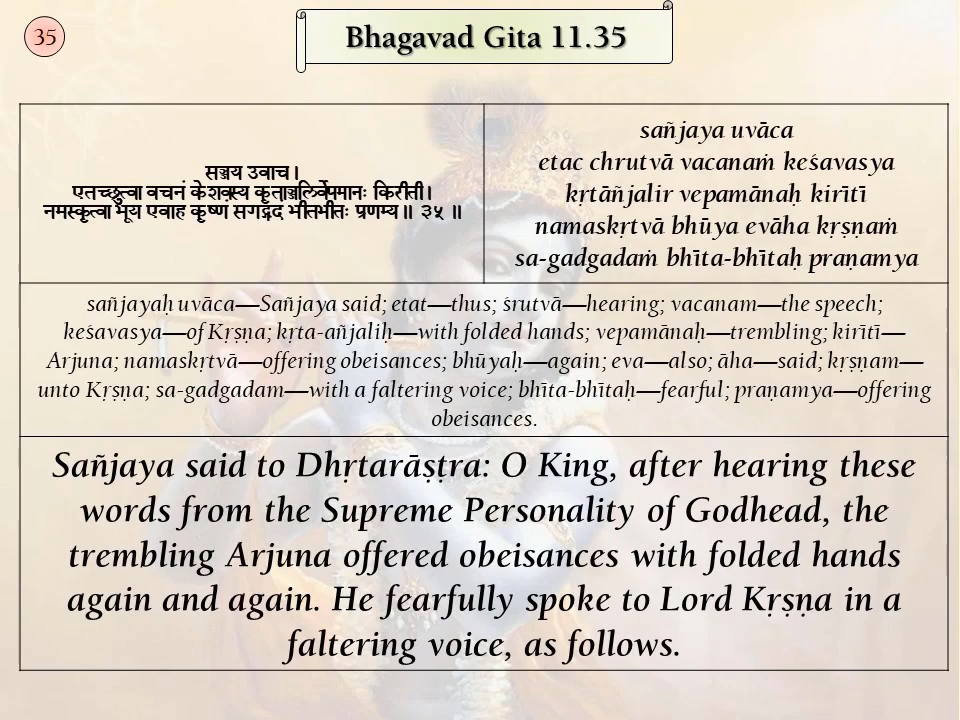 35
Bhagavad Gita 11.35
सञ्जय उवाच।
एतच्छ्रुत्वा वचनं केशवस्य कृताञ्जलिर्वेपमानः किरीती।
नमस्कृत्वा भूय एवाह कृष्ण सगद्गदं भीतभीतः प्रणम्य॥ ३५ ॥
sañjaya uvāca
etac chrutvā vacanaṁ keśavasya
kṛtāñjalir vepamānaḥ kirītī
namaskṛtvā bhūya evāha kṛṣṇaṁ
sa-gadgadaṁ bhīta-bhītaḥ praṇamya
sañjayaḥ uvāca—Sañjaya said; etat—thus; śrutvā—hearing; vacanam—the speech;
keśavasya—of Kṛṣṇa; kṛta-añjaliḥ—with folded hands; vepamānaḥ—trembling; kirītī—
Arjuna; namaskṛtvā—offering obeisances; bhūyaḥ—again; eva—also; āha—said; kṛṣṇam—
unto Kṛṣṇa; sa-gadgadam—with a faltering voice; bhīta-bhītaḥ—fearful; praṇamya—offering
obeisances.
Sañjaya said to Dhṛtarāṣṭra: O King, after hearing these
words from the Supreme Personality of Godhead, the
trembling Arjuna offered obeisances with folded hands
again and again. He fearfully spoke to Lord Kṛṣṇa in a
faltering voice, as follows.